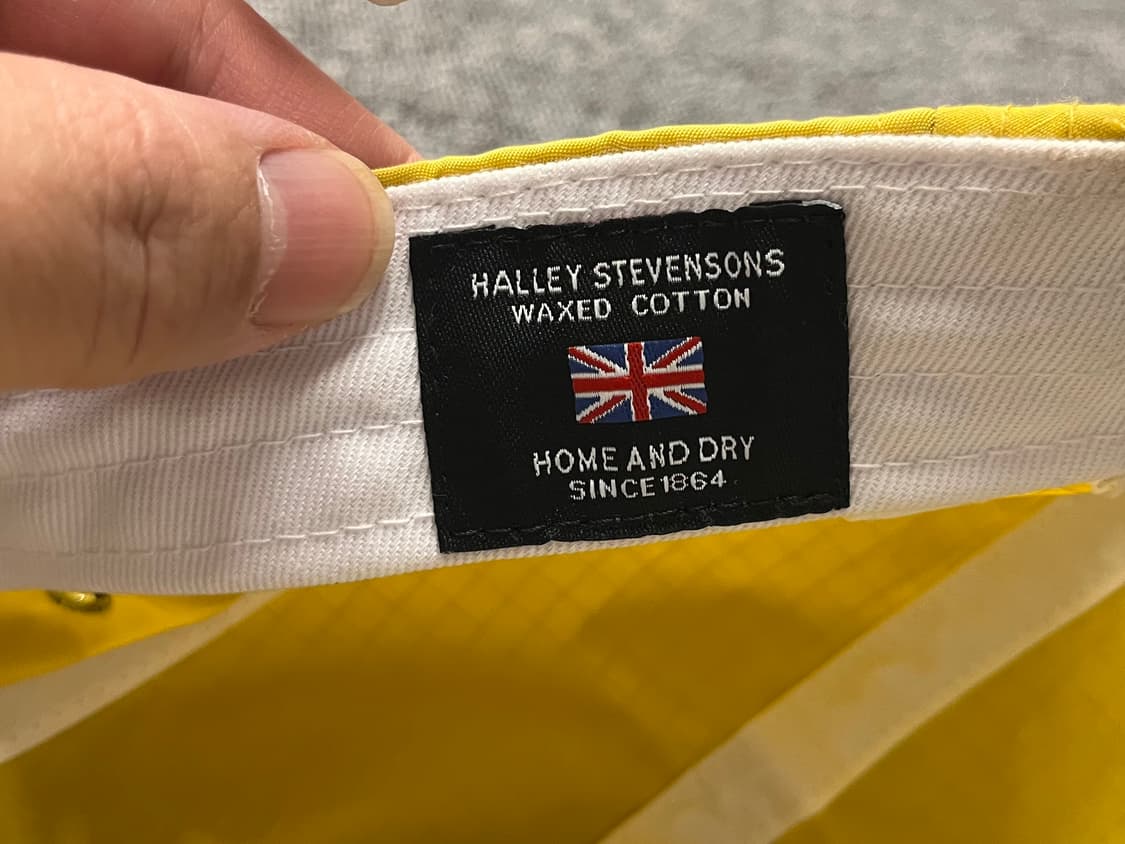 HALLEY STEVENSONS
WAXED COTTON
HOME AND DRY
SINCE 1864